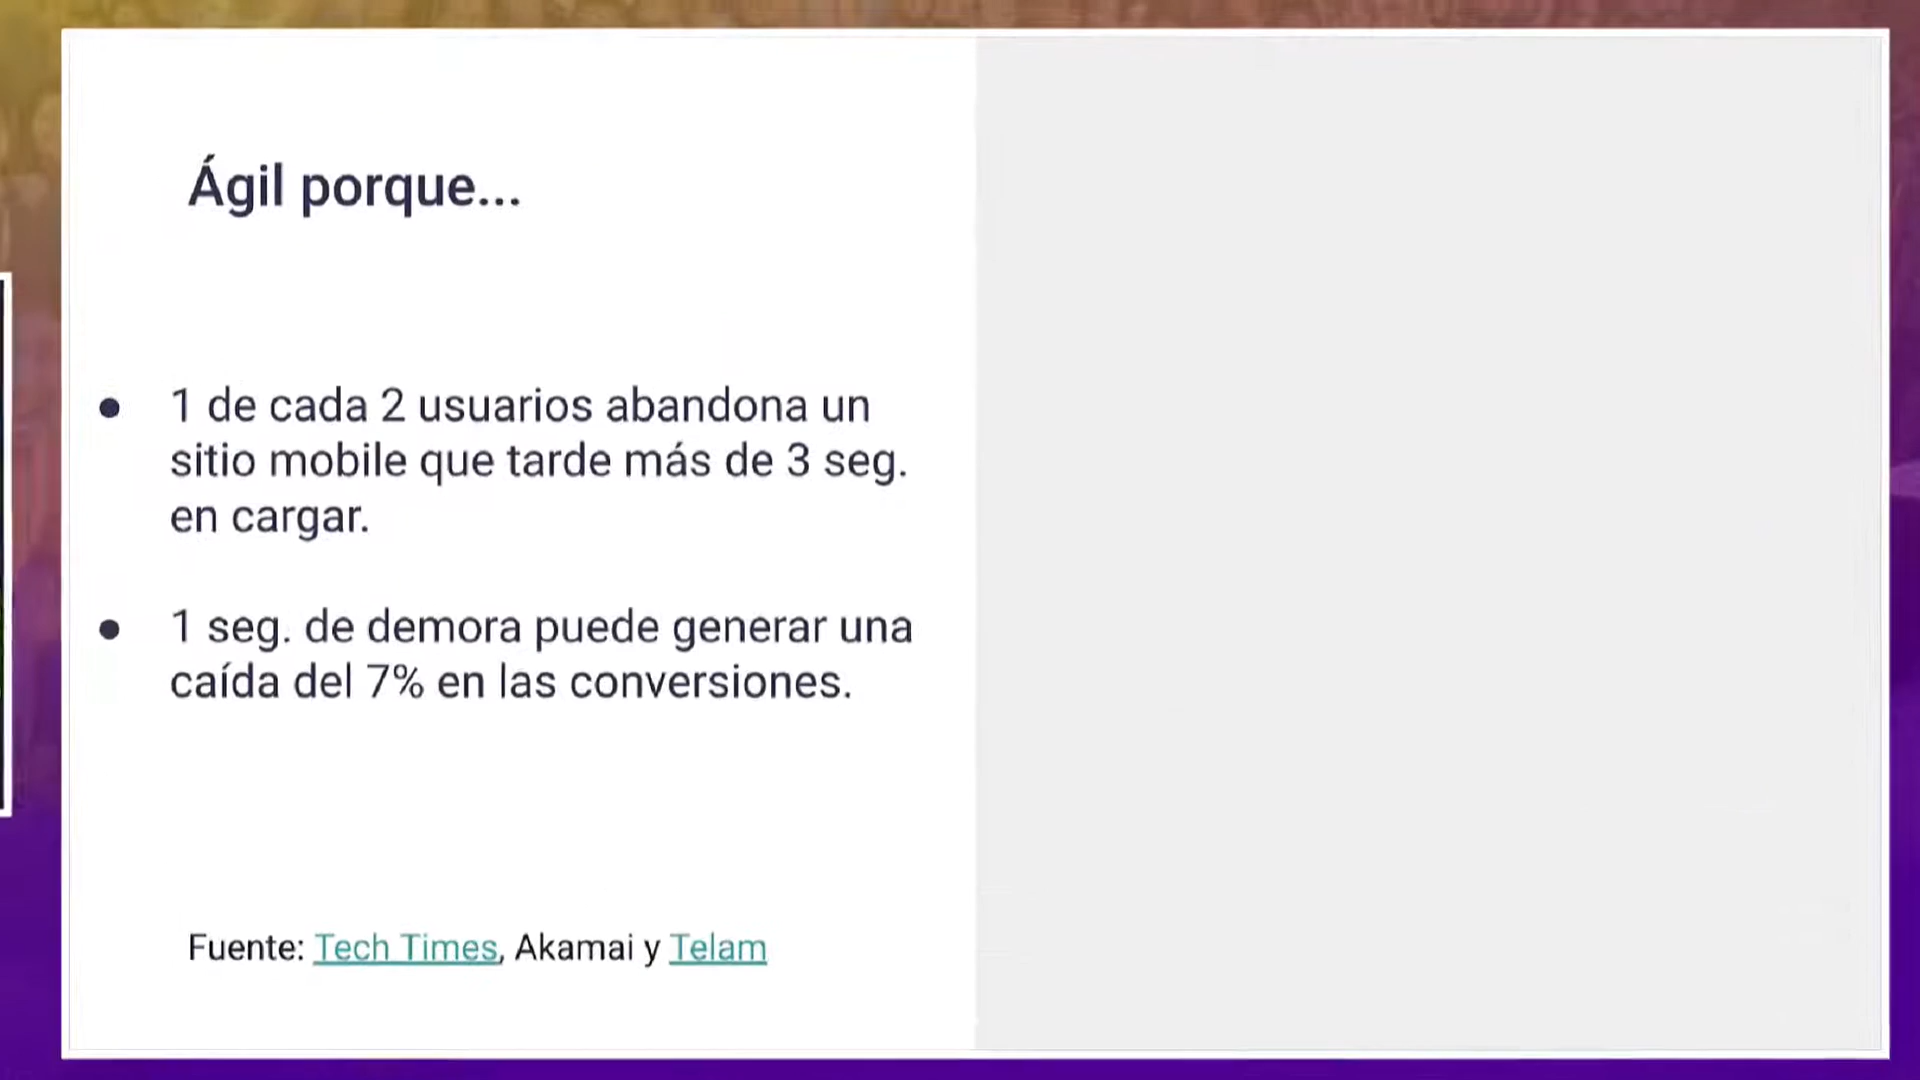 Ágil porque...
● 1 de cada 2 usuarios abandona un
sitio mobile que tarde más de 3 seg.
en cargar.
● 1 seg. de demora puede generar una
caída del 7% en las conversiones.
Fuente: Tech Times, Akamai y Telam